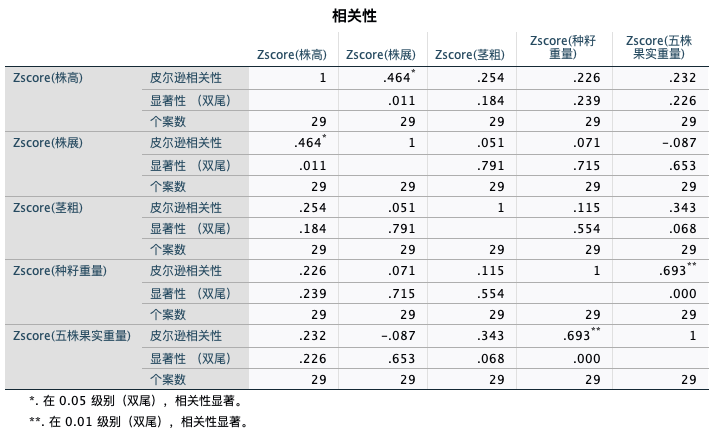 相关性
Zscore(株高) Zscore(株展) Zscore(茎粗) Zscore(种籽重量) Zscore(五株果实重量)
Zscore(株高) 皮尔逊相关性 1 .464* .254 .226 .232
显著性 （双尾） .011 .184 .239 .226
个案数 29 29 29 29 29
Zscore(株展) 皮尔逊相关性 .464* 1 .051 .071 -.087
显著性 （双尾） .011 .791 .715 .653
个案数 29 29 29 29 29
Zscore(茎粗) 皮尔逊相关性 .254 .051 1 .115 .343
显著性 （双尾） .184 .791 .554 .068
个案数 29 29 29 29 29
Zscore(种籽重量) 皮尔逊相关性 .226 .071 .115 1 .693**
显著性 （双尾） .239 .715 .554 .000
个案数 29 29 29 29 29
Zscore(五株果实重量) 皮尔逊相关性 .232 -.087 .343 .693** 1
显著性 （双尾） .226 .653 .068 .000
个案数 29 29 29 29 29
*. 在 0.05 级别（双尾），相关性显著。
**. 在 0.01 级别（双尾），相关性显著。